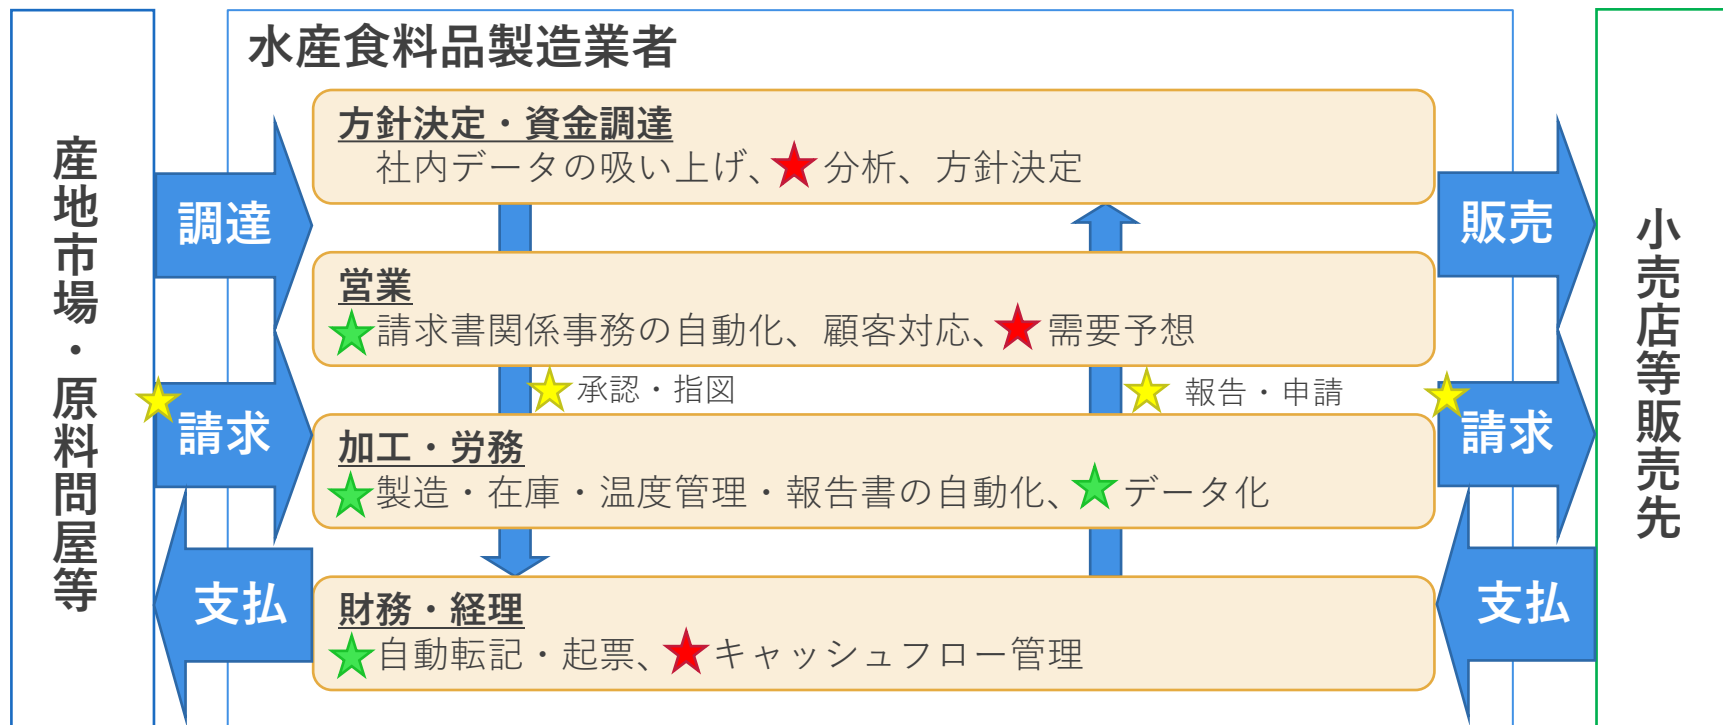 水産食料品製造業者
産地市場・原料問屋等
調達
請求
支払
方針決定・資金調達
社内データの吸い上げ、分析、方針決定
営業
請求書関係事務の自動化、顧客対応、需要予想
承認・指図
報告・申請
加工・労務
製造・在庫・温度管理・報告書の自動化、データ化
財務・経理
自動転記・起票、キャッシュフロー管理
販売
請求
支払
小売店等販売先